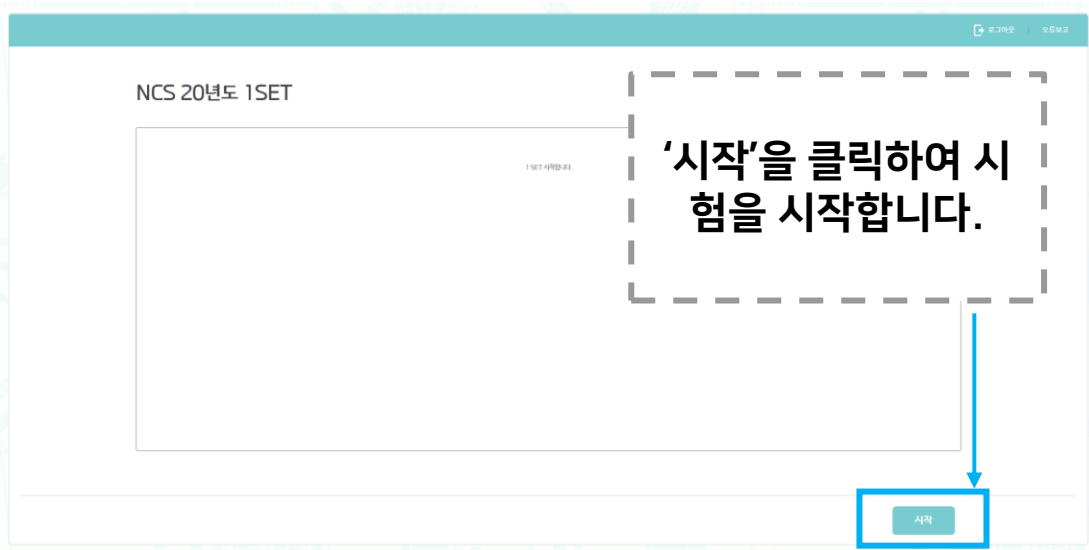 로그아웃 | 오류보고
NCS 20년도 1SET
1 SET 시작합니다.
‘시작’을 클릭하여 시
험을 시작합니다.
시작